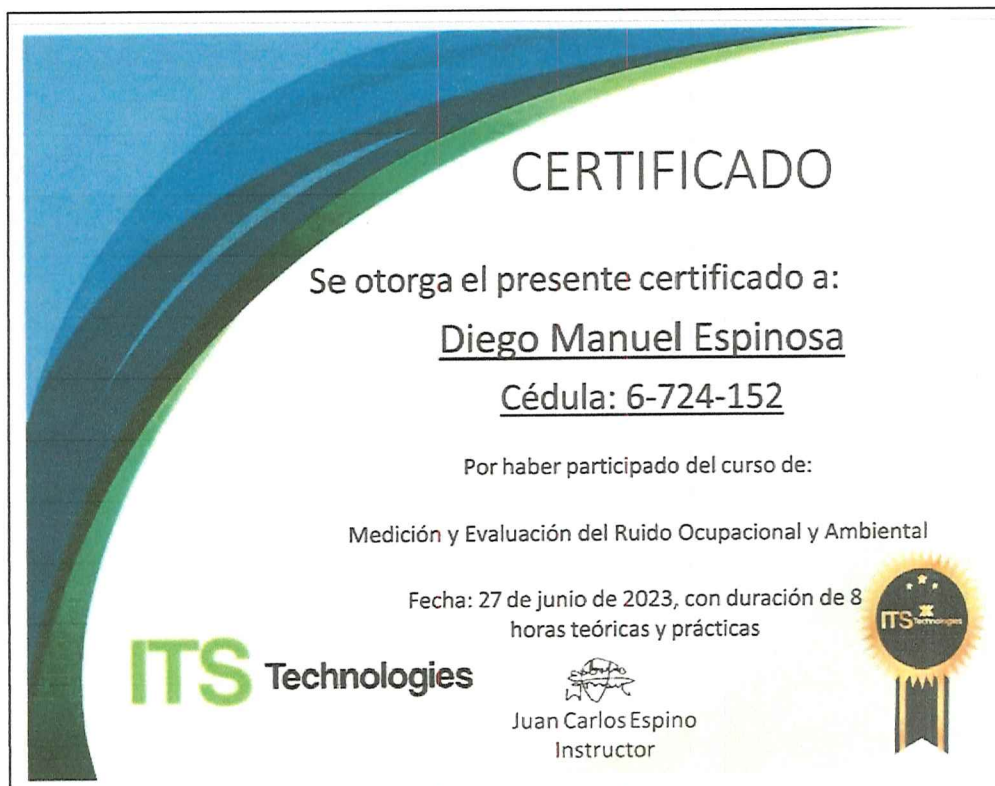 CERTIFICADO
Se otorga el presente certificado a:
Diego Manuel Espinosa
Cédula: 6-724-152
Por haber participado del curso de:
Medición y Evaluación del Ruido Ocupacional y Ambiental
Fecha: 27 de junio de 2023, con duración de 8
horas teóricas y prácticas
ITS Technologies
ITS Technologies
Juan Carlos Espino
Instructor